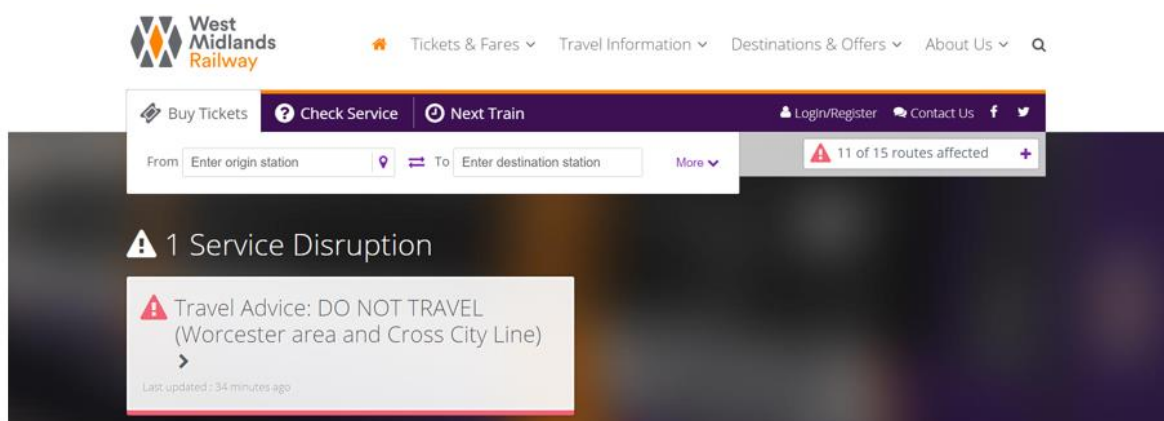 West
Midlands
Railway
Tickets & Fares
Travel Information
Destinations & Offers
About Us
Buy Tickets
Check Service
Next Train
Login/Register
Contact Us
From
Enter origin station
To
Enter destination station
More
11 of 15 routes affected
1 Service Disruption
Travel Advice: DO NOT TRAVEL
(Worcester area and Cross City Line)
Last updated : 34 minutes ago